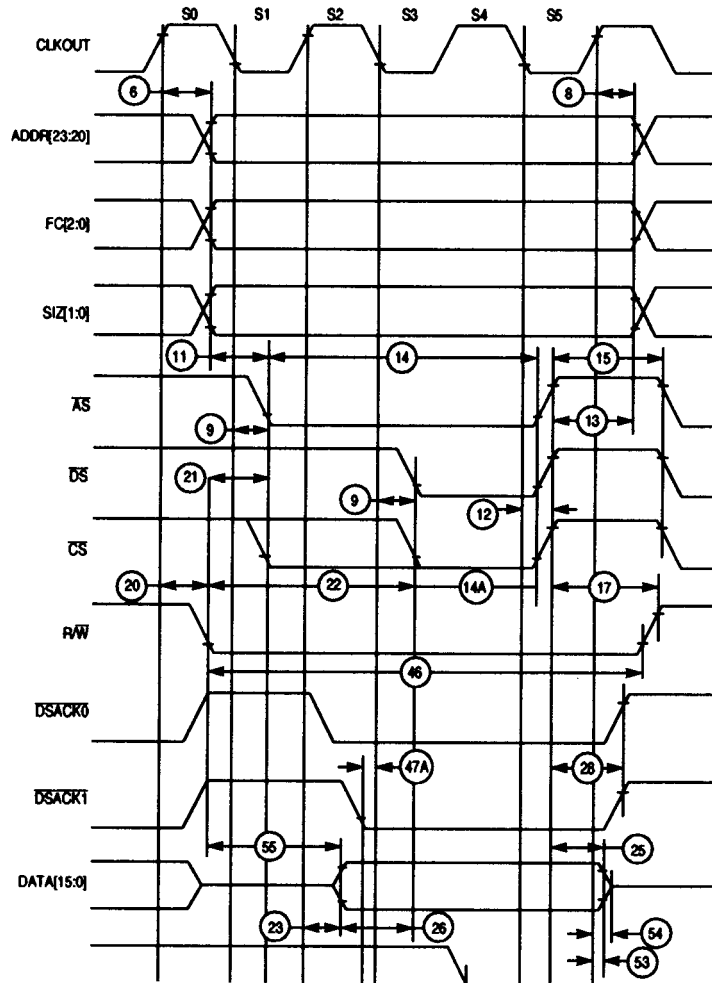 S0 S1 S2 S3 S4 S5
CLKOUT
6 8
ADDR[23:20]
FC[2:0]
SIZ[1:0]
11 14 15
AS
9 13
21
DS
9 12
CS
20 22 14A 17
R/W
46
DSACK0
47A 28
DSACK1
55 25
DATA[15:0]
23 26 54
53